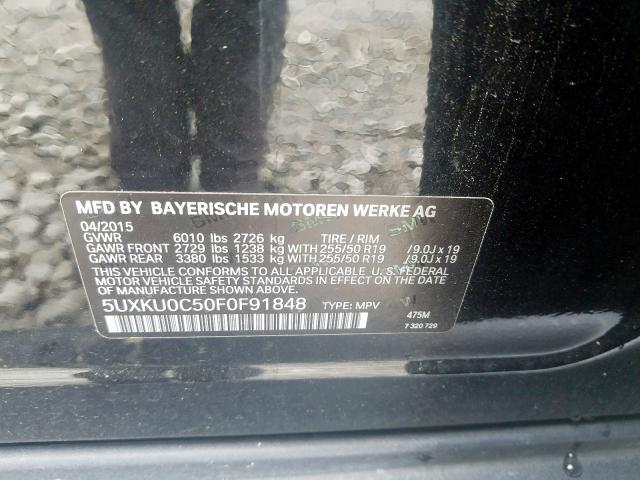 MFD BY BAYERISCHE MOTOREN WERKE AG
04/2015
GVWR 6010 lbs 2726 kg TIRE / RIM
GAWR FRONT 2729 lbs 1238 kg WITH 255/50 R19 /9.0J x 19
GAWR REAR 3380 lbs 1533 kg WITH 255/50 R19 /9.0J x 19
THIS VEHICLE CONFORMS TO ALL APPLICABLE U.S. FEDERAL
MOTOR VEHICLE SAFETY STANDARDS IN EFFECT ON THE DATE
OF MANUFACTURE SHOWN ABOVE.
5UXKU0C50F0F91848 TYPE: MPV
475M
7 320 729